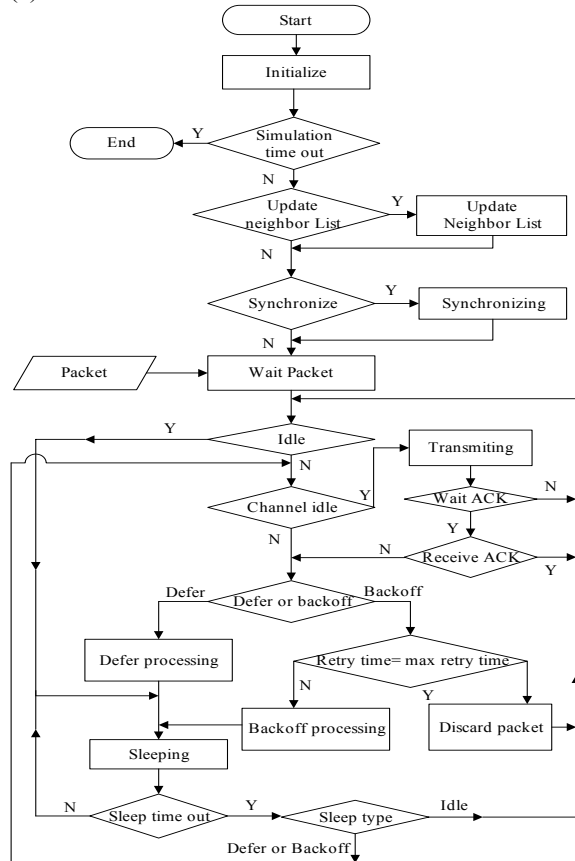 Start
Initialize
Simulation
time out
Y
End
N
Update
neighbor List
Y
Update
Neighbor List
N
Synchronize
Y
Synchronizing
N
Packet
Wait Packet
Y
Idle
N
Transmiting
Channel idle
Y
Wait ACK
N
N
Y
N
Receive ACK
Y
Defer
Defer or backoff
Backoff
Defer processing
Retry time= max retry time
N
Y
Backoff processing
Discard packet
Sleeping
N
Sleep time out
Y
Sleep type
Idle
Defer or Backoff